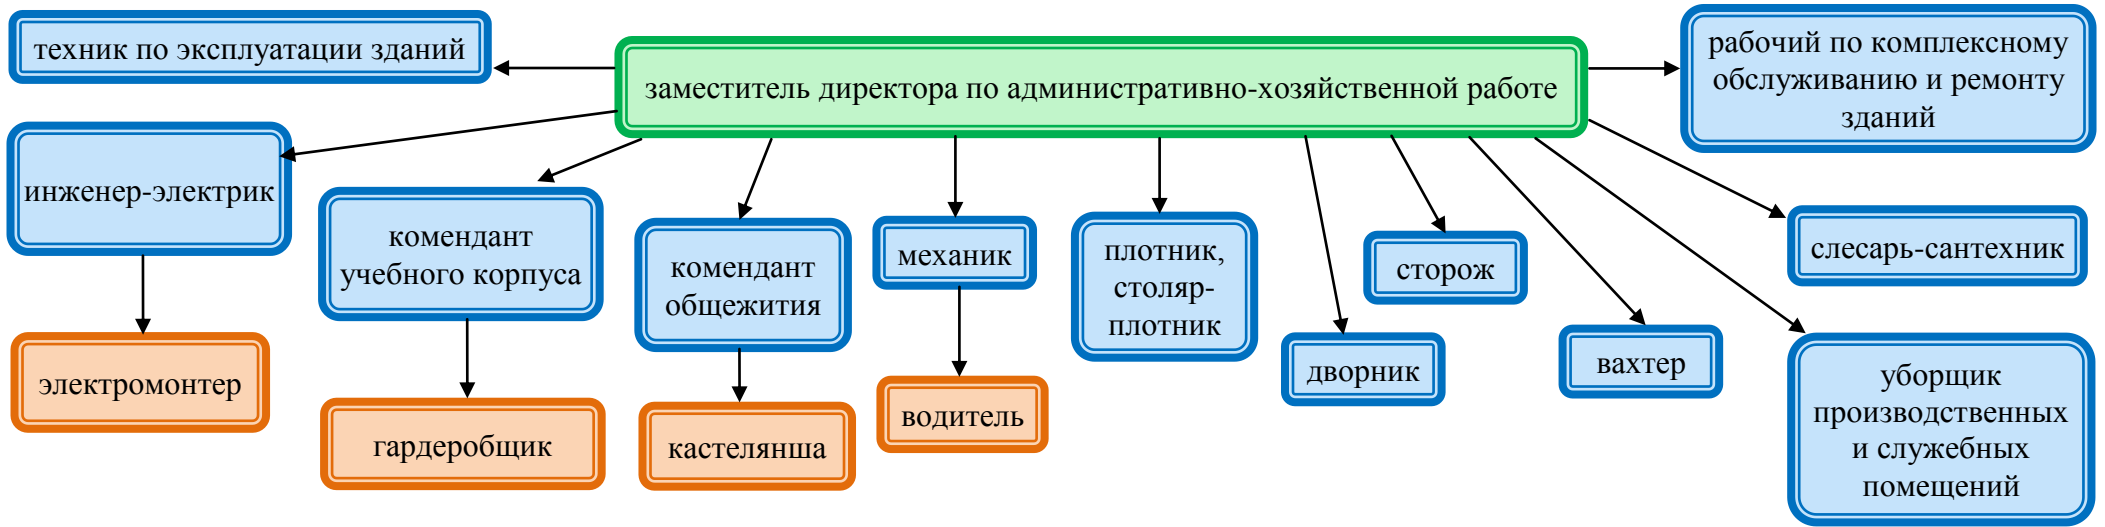 техник по эксплуатации зданий
заместитель директора по административно-хозяйственной работе
рабочий по комплексному
обслуживанию и ремонту
зданий
инженер-электрик
комендант
учебного корпуса
комендант
общежития
механик
плотник,
столяр-
плотник
сторож
слесарь-сантехник
дворник
вахтер
уборщик
производственных
и служебных
помещений
электромонтер
гардеробщик
кастелянша
водитель